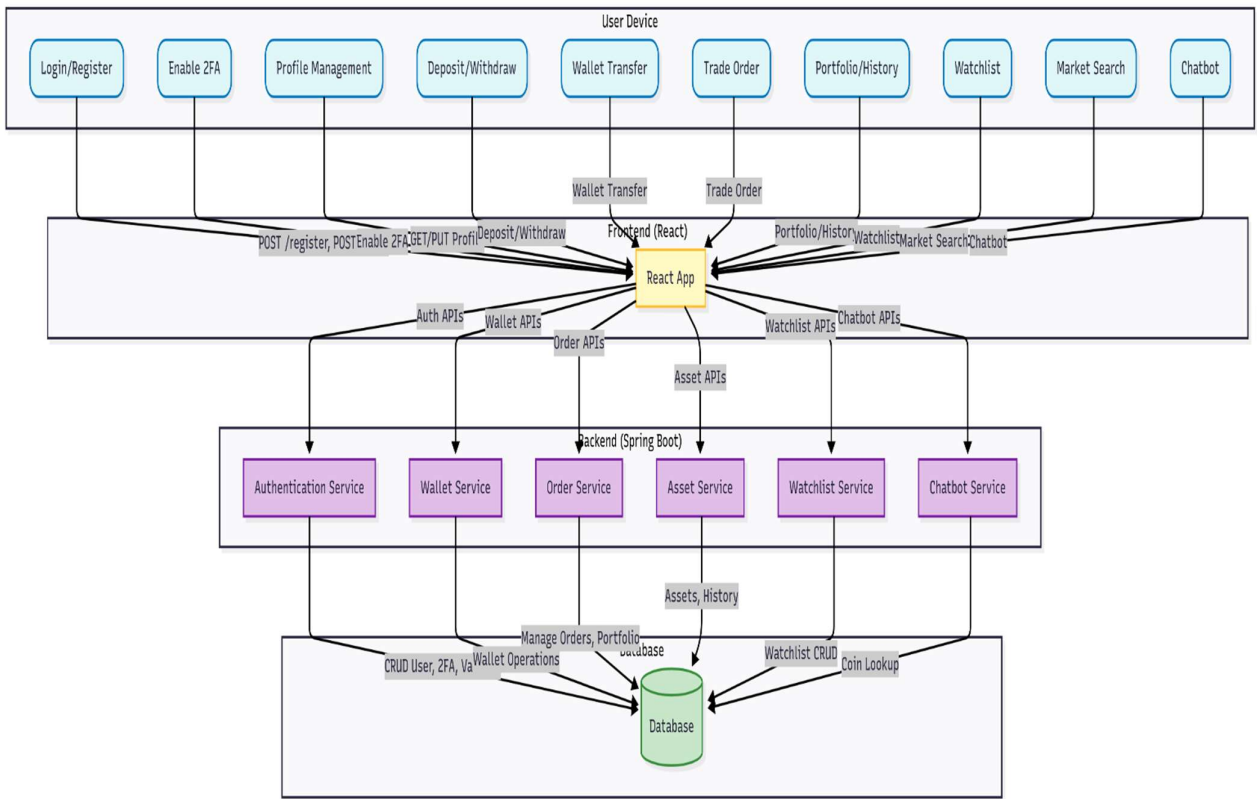 User Device
Login/Register
Enable 2FA
Profile Management
Deposit/Withdraw
Wallet Transfer
Trade Order
Portfolio/History
Watchlist
Market Search
Chatbot
Wallet Transfer
Trade Order
Frontend (React)
POST /register, POST
Enable 2FA
GET/PUT Profil
Deposit/Withdraw
Portfolio/Histor
Watchlist
Market Search
Chatbot
React App
Auth APIs
Wallet APIs
Order APIs
Asset APIs
Watchlist APIs
Chatbot APIs
Backend (Spring Boot)
Authentication Service
Wallet Service
Order Service
Asset Service
Watchlist Service
Chatbot Service
Assets, History
Manage Orders, Portfolio
Database
CRUD User, 2FA, Va
Wallet Operations
Watchlist CRUD
Coin Lookup
Database